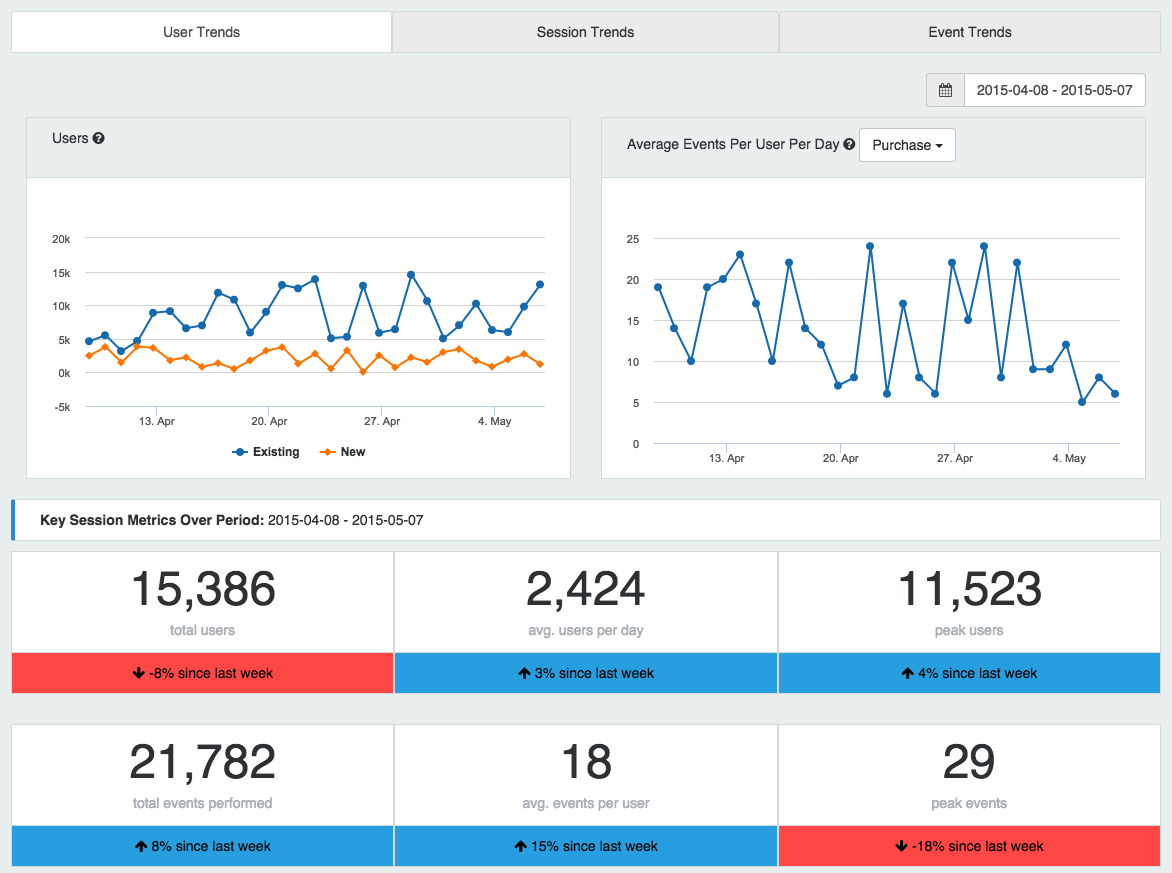 User Trends
Session Trends
Event Trends
2015-04-08 - 2015-05-07
Users
20k
15k
10k
5k
0k
-5k
13. Apr
20. Apr
27. Apr
4. May
Existing
New
Average Events Per User Per Day
Purchase
25
20
15
10
5
0
13. Apr
20. Apr
27. Apr
4. May
Key Session Metrics Over Period: 2015-04-08 - 2015-05-07
15,386
total users
-8% since last week
2,424
avg. users per day
3% since last week
11,523
peak users
4% since last week
21,782
total events performed
8% since last week
18
avg. events per user
15% since last week
29
peak events
-18% since last week